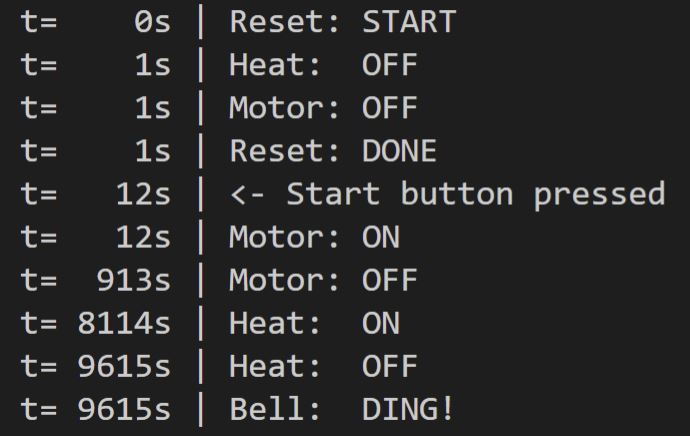 t=    0s | Reset: START
t=    1s | Heat:  OFF
t=    1s | Motor: OFF
t=    1s | Reset: DONE
t=   12s | <- Start button pressed
t=   12s | Motor: ON
t=  913s | Motor: OFF
t= 8114s | Heat:  ON
t= 9615s | Heat:  OFF
t= 9615s | Bell:  DING!